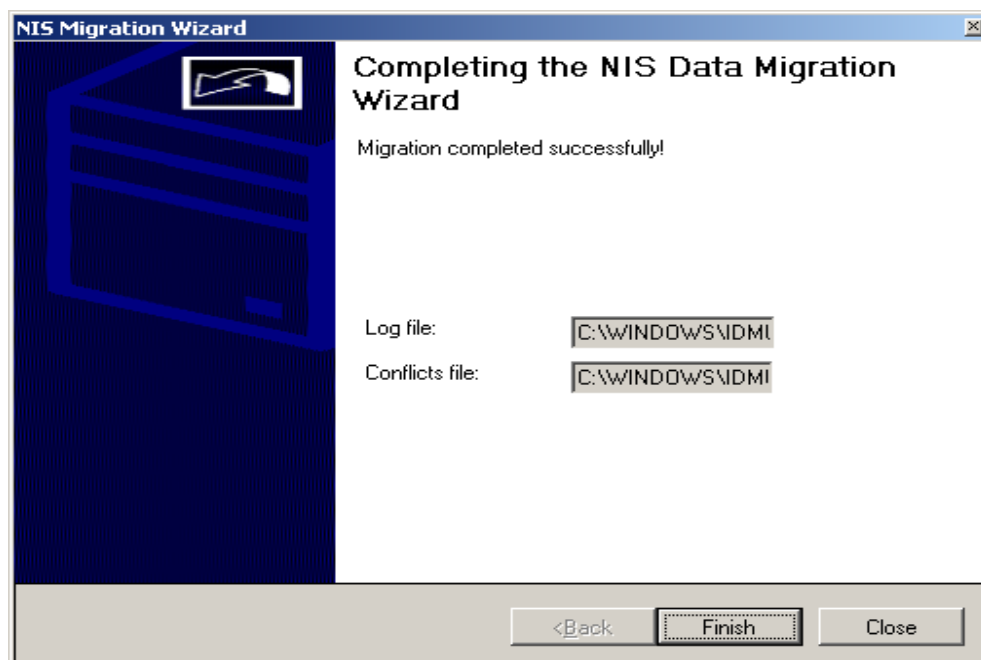 NIS Migration Wizard
Completing the NIS Data Migration
Wizard
Migration completed successfully!
Log file:
C:\WINDOWS\IDMU
Conflicts file:
C:\WINDOWS\IDMI
<Back
Finish
Close